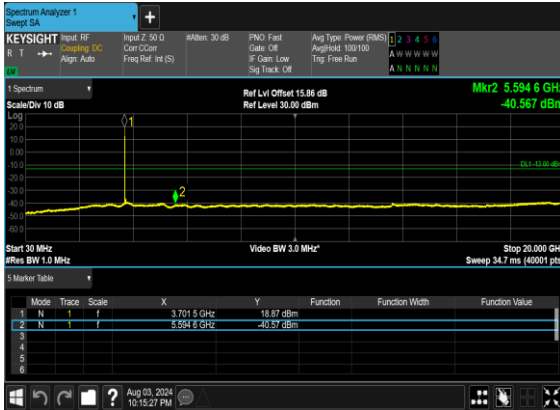 Spectrum Analyzer 1
Swept SA
+
KEYSIGHT Input: RF Input Z: 50 Ω #Atten: 30 dB PNO: Fast Avg Type: Power (RMS) 1 2 3 4 5 6
R T Coupling: DC Corr CCorr Gate: Off Avg|Hold: 100/100 A W W W W W
Align: Auto Freq Ref: Int (S) IF Gain: Low Trig: Free Run
Sig Track: Off A N N N N N
1 Spectrum Ref Lvl Offset 15.86 dB Mkr2 5.594 6 GHz
Scale/Div 10 dB Ref Level 30.00 dBm -40.567 dBm
Log
20.0
10.0
0.00
-10.0
-20.0
-30.0
-40.0
-50.0
-60.0
1
2
DL1 -13.00 dBm
Start 30 MHz Video BW 3.0 MHz* Stop 20.000 GHz
#Res BW 1.0 MHz Sweep 34.7 ms (40001 pts)
5 Marker Table
Mode Trace Scale X Y Function Function Width Function Value
1 N 1 f 3.701 5 GHz 18.87 dBm
2 N 1 f 5.594 6 GHz -40.57 dBm
3
4
5
6
? Aug 03, 2024
10:15:27 PM